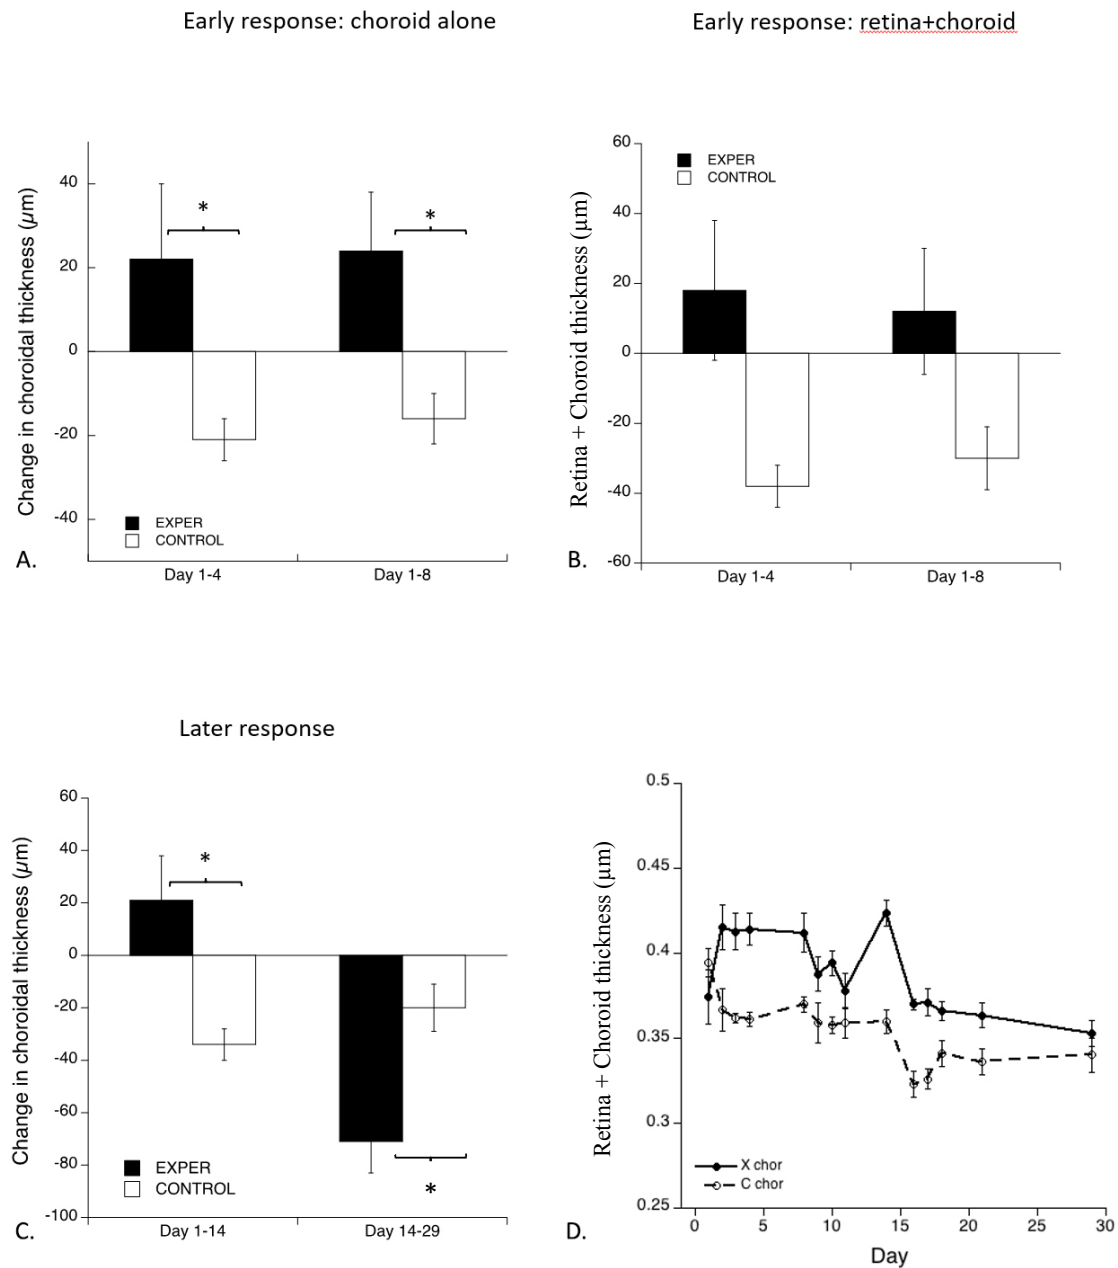 Early response: choroid alone
Early response: retina+choroid
Change in choroidal thickness (µm)
40
20
0
-20
-40
*
*
EXPER
CONTROL
Day 1-4
Day 1-8
A.
Retina + Choroid thickness (µm)
60
40
20
0
-20
-40
-60
EXPER
CONTROL
Day 1-4
Day 1-8
B.
Later response
Change in choroidal thickness (µm)
60
40
20
0
-20
-40
-60
-80
-100
*
*
EXPER
CONTROL
Day 1-14
Day 14-29
C.
Retina + Choroid thickness (µm)
0.5
0.45
0.4
0.35
0.3
0.25
X chor
C chor
0
5
10
15
20
25
30
Day
D.